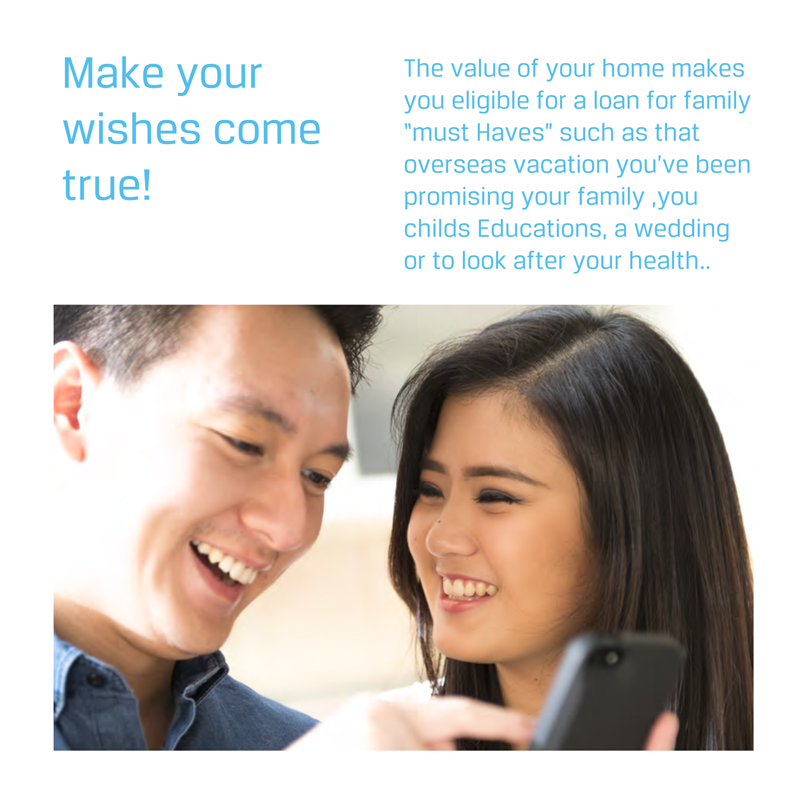 Make your
wishes come
true!
The value of your home makes
you eligible for a loan for family
"must Haves" such as that
overseas vacation you've been
promising your family ,you
childs Educations, a wedding
or to look after your health..